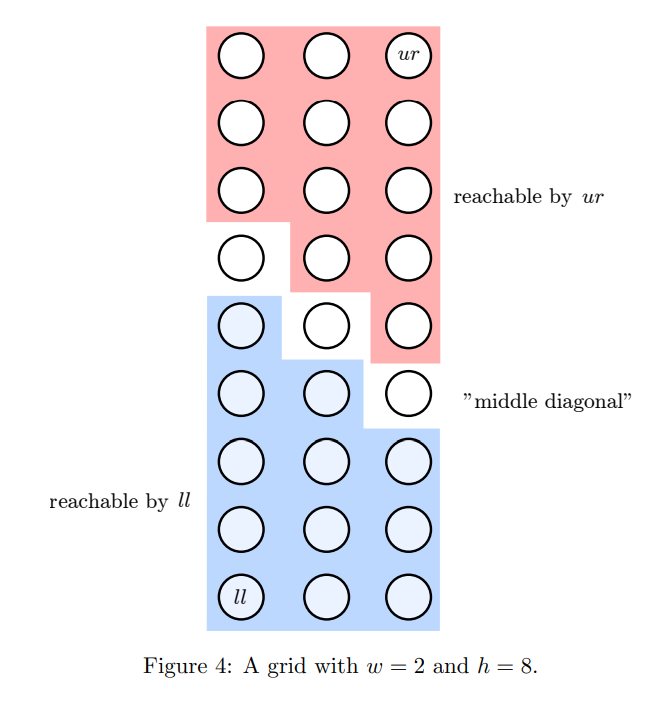 ur
reachable by ur
"middle diagonal"
reachable by ll
ll
Figure 4: A grid with w = 2 and h = 8.